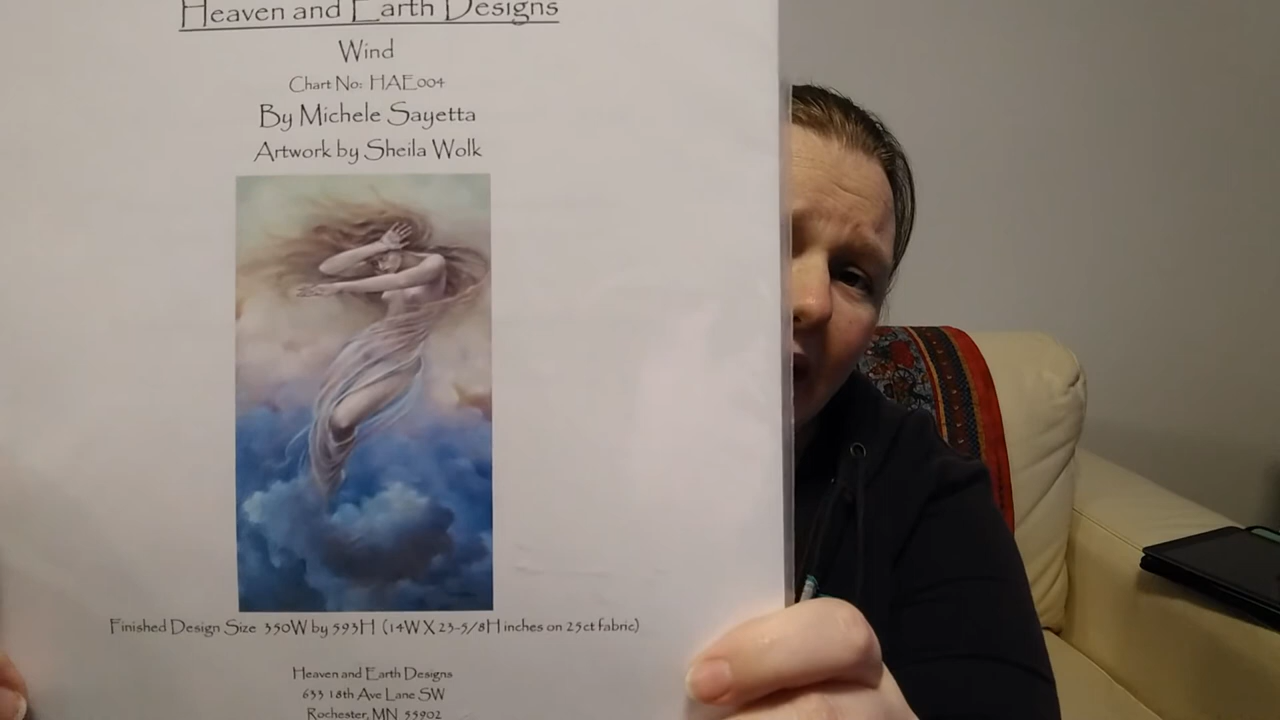 Heaven and Earth Designs
Wind
Chart No: HAE004
By Michele Sayetta
Artwork by Sheila Wolk
Finished Design Size 350W by 593H (14W X 23-5/8H inches on 25ct fabric)
Heaven and Earth Designs
633 18th Ave Lane SW
Rochester, MN 55902